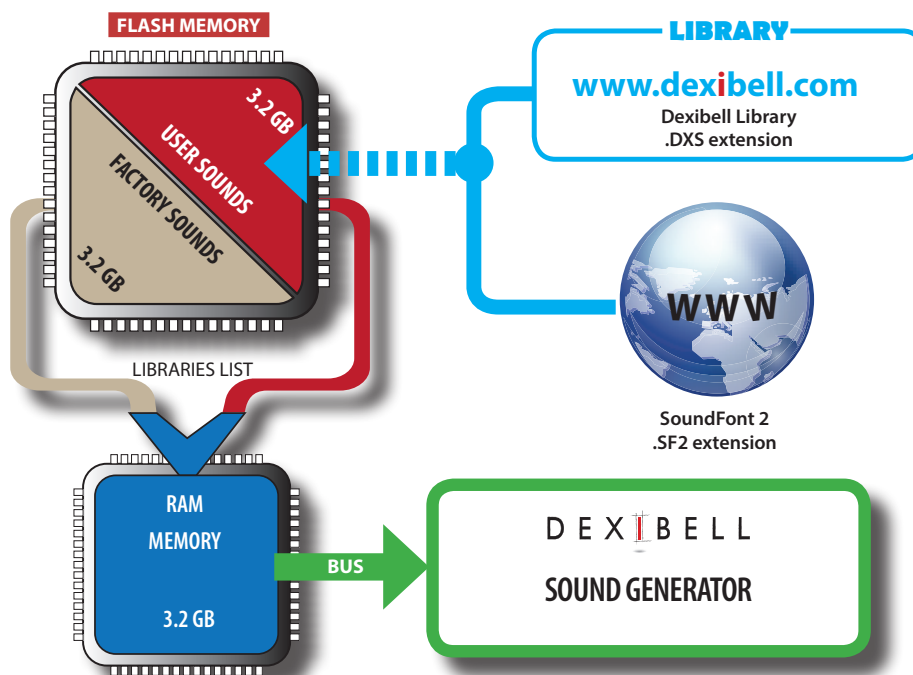 FLASH MEMORY
3.2 GB
USER SOUNDS
FACTORY SOUNDS
3.2 GB
LIBRARY
www.dexibell.com
Dexibell Library
.DXS extension
WWW
SoundFont 2
.SF2 extension
LIBRARIES LIST
RAM
MEMORY
3.2 GB
BUS
DEXIBELL
SOUND GENERATOR